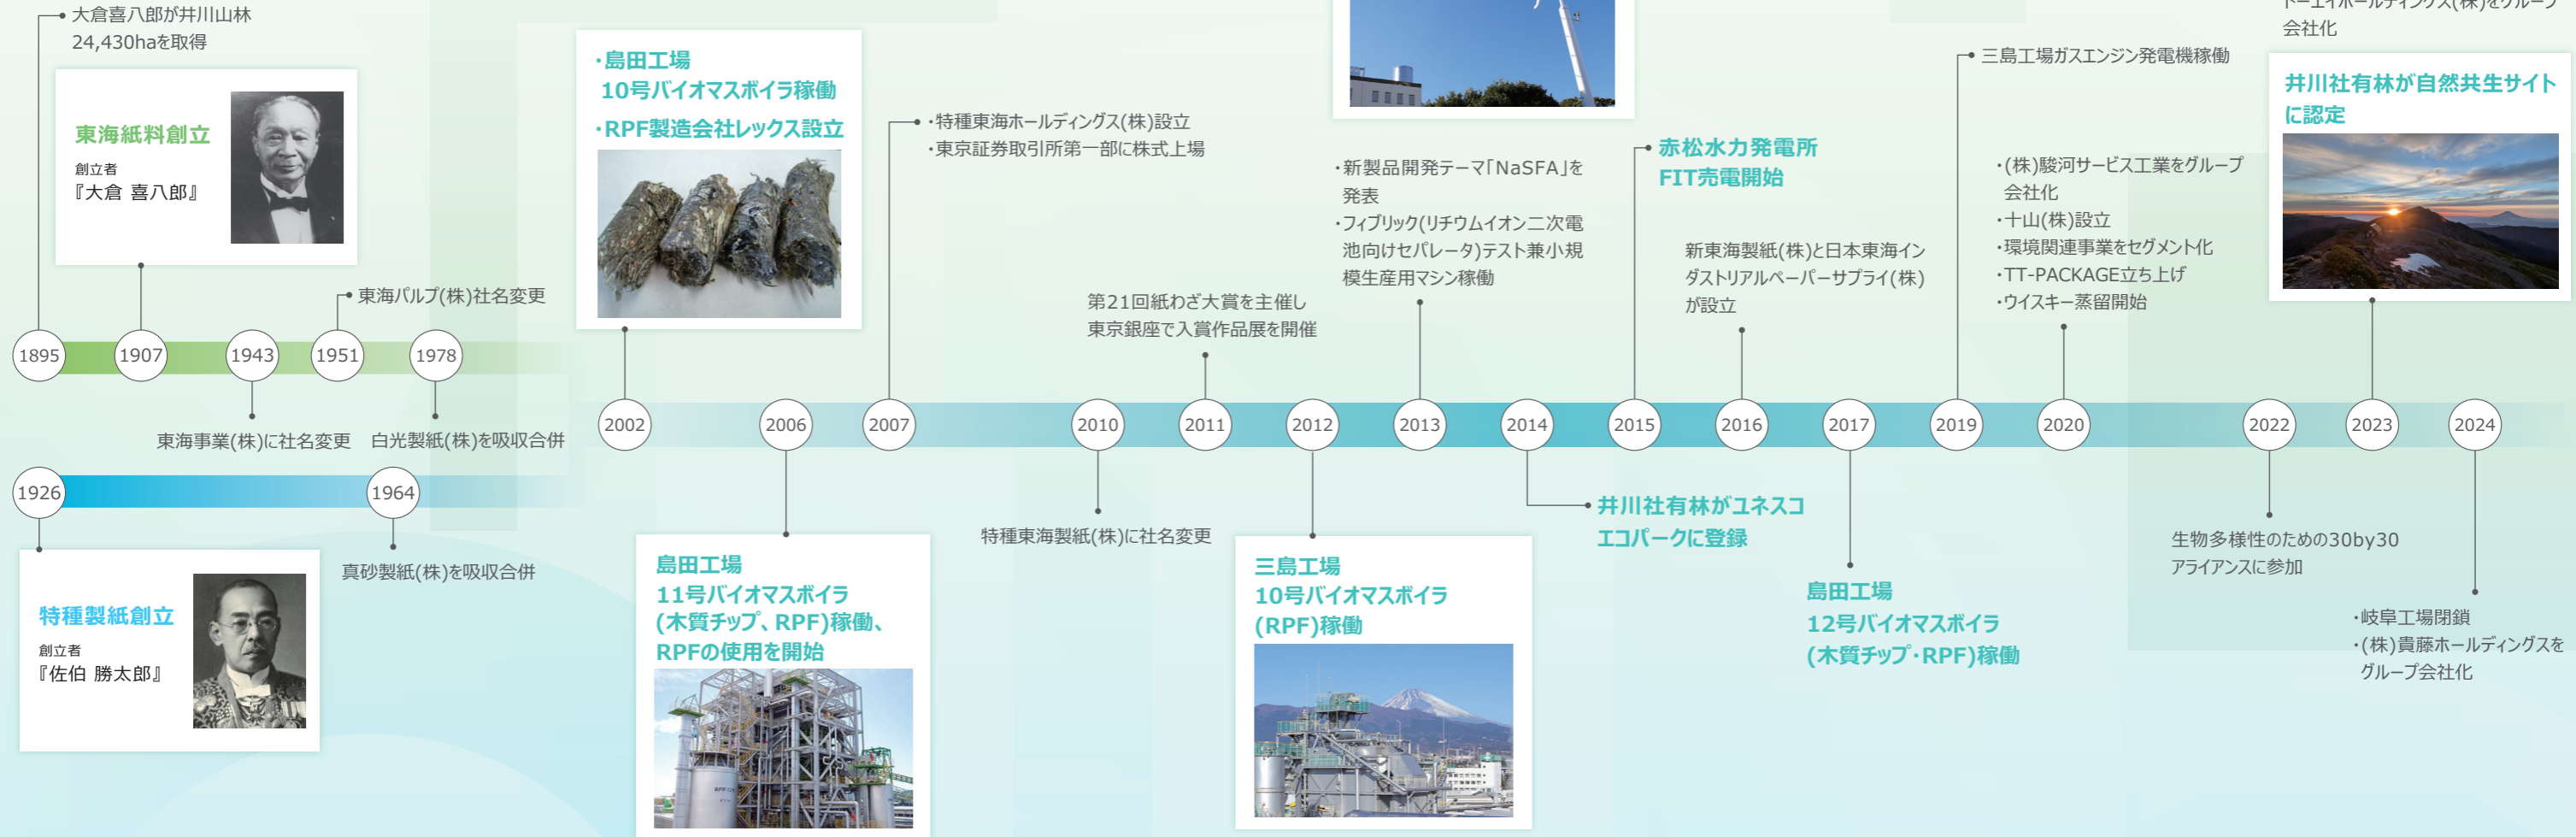 大倉喜八郎が井川山林
24,430haを取得
東海紙料創立
創立者
『大倉 喜八郎』
東海パルプ(株)社名変更
1895
1907
1943
1951
1978
東海事業(株)に社名変更
白光製紙(株)を吸収合併
1926
1964
特種製紙創立
創立者
『佐伯 勝太郎』
真砂製紙(株)を吸収合併
・島田工場
10号バイオマスボイラ稼働
・RPF製造会社レックス設立
・特種東海ホールディングス(株)設立
・東京証券取引所第一部に株式上場
第21回紙わざ大賞を主催し
東京銀座で入賞作品展を開催
・新製品開発テーマ「NaSFA」を
発表
・フィブリック(リチウムイオン二次電
池向けセパレータ)テスト兼小規
模生産用マシン稼働
赤松水力発電所
FIT売電開始
新東海製紙(株)と日本東海イン
ダストリアルペーパーサプライ(株)
が設立
三島工場ガスエンジン発電機稼働
・(株)駿河サービス工業をグループ
会社化
・十山(株)設立
・環境関連事業をセグメント化
・TT-PACKAGE立ち上げ
・ウイスキー蒸留開始
トーエイホールディングス(株)をグループ
会社化
井川社有林が自然共生サイト
に認定
2002
2006
2007
2010
2011
2012
2013
2014
2015
2016
2017
2019
2020
2022
2023
2024
島田工場
11号バイオマスボイラ
(木質チップ、RPF)稼働、
RPFの使用を開始
特種東海製紙(株)に社名変更
三島工場
10号バイオマスボイラ
(RPF)稼働
井川社有林がユネスコ
エコパークに登録
島田工場
12号バイオマスボイラ
(木質チップ・RPF)稼働
生物多様性のための30by30
アライアンスに参加
・岐阜工場閉鎖
・(株)貴藤ホールディングスを
グループ会社化